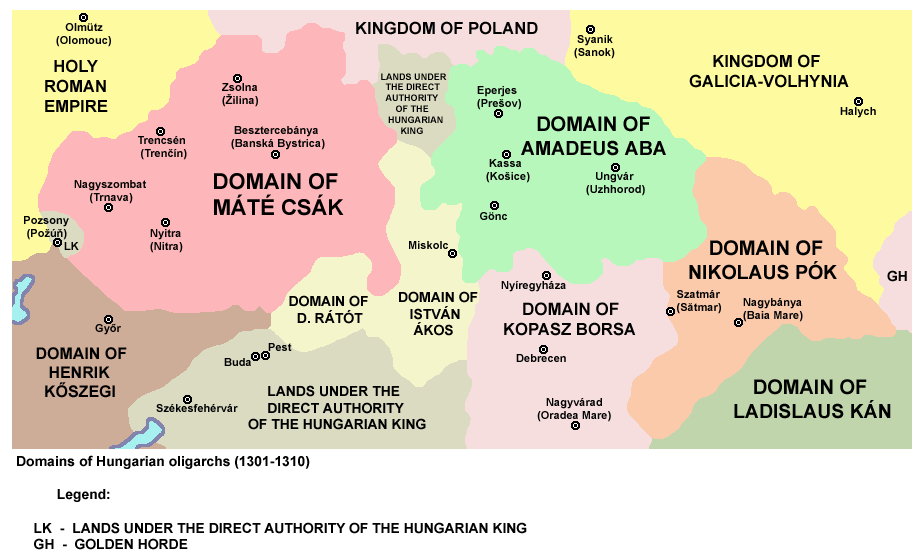 Olmütz
(Olomouc)
HOLY
ROMAN
EMPIRE
KINGDOM OF POLAND
Syanik
(Sanok)
KINGDOM OF
GALICIA-VOLHYNIA
Halych
Zsolna
(Žilina)
LANDS UNDER
THE DIRECT
AUTHORITY
OF THE
HUNGARIAN
KING
Eperjes
(Prešov)
DOMAIN OF
AMADEUS ABA
Trencsén
(Trenčín)
Besztercebánya
(Banská Bystrica)
Kassa
(Košice)
Ungvár
(Uzhhorod)
DOMAIN OF
MÁTÉ CSÁK
Nagyszombat
(Trnava)
Gönc
Pozsony
(Požúň)
LK
Nyitra
(Nitra)
Miskolc
DOMAIN OF
NIKOLAUS PÓK
GH
Nyíregyháza
DOMAIN OF
D. RÁTÓT
DOMAIN OF
ISTVÁN
ÁKOS
DOMAIN OF
KOPASZ BORSA
Szatmár
(Sătmar)
Nagybánya
(Baia Mare)
Győr
DOMAIN OF
HENRIK
KŐSZEGI
Buda
Pest
Debrecen
DOMAIN OF
LADISLAUS KÁN
LANDS UNDER THE
DIRECT AUTHORITY
OF THE HUNGARIAN KING
Székesfehérvár
Nagyvárad
(Oradea Mare)
Domains of Hungarian oligarchs (1301-1310)
Legend:
LK - LANDS UNDER THE DIRECT AUTHORITY OF THE HUNGARIAN KING
GH - GOLDEN HORDE